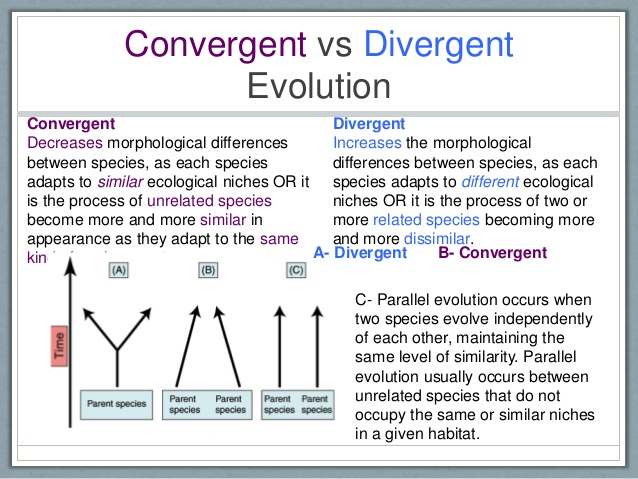 Convergent vs Divergent
Evolution
Convergent
Decreases morphological differences
between species, as each species
adapts to similar ecological niches OR it
is the process of unrelated species
become more and more similar in
appearance as they adapt to the same
Divergent
Increases the morphological
differences between species, as each
species adapts to different ecological
niches OR it is the process of two or
more related species becoming more
and more dissimilar.
A- Divergent B- Convergent
(A) (B) (C)
Time
Parent species
Parent species
Parent species
Parent species
Parent species
C- Parallel evolution occurs when
two species evolve independently
of each other, maintaining the
same level of similarity. Parallel
evolution usually occurs between
unrelated species that do not
occupy the same or similar niches
in a given habitat.